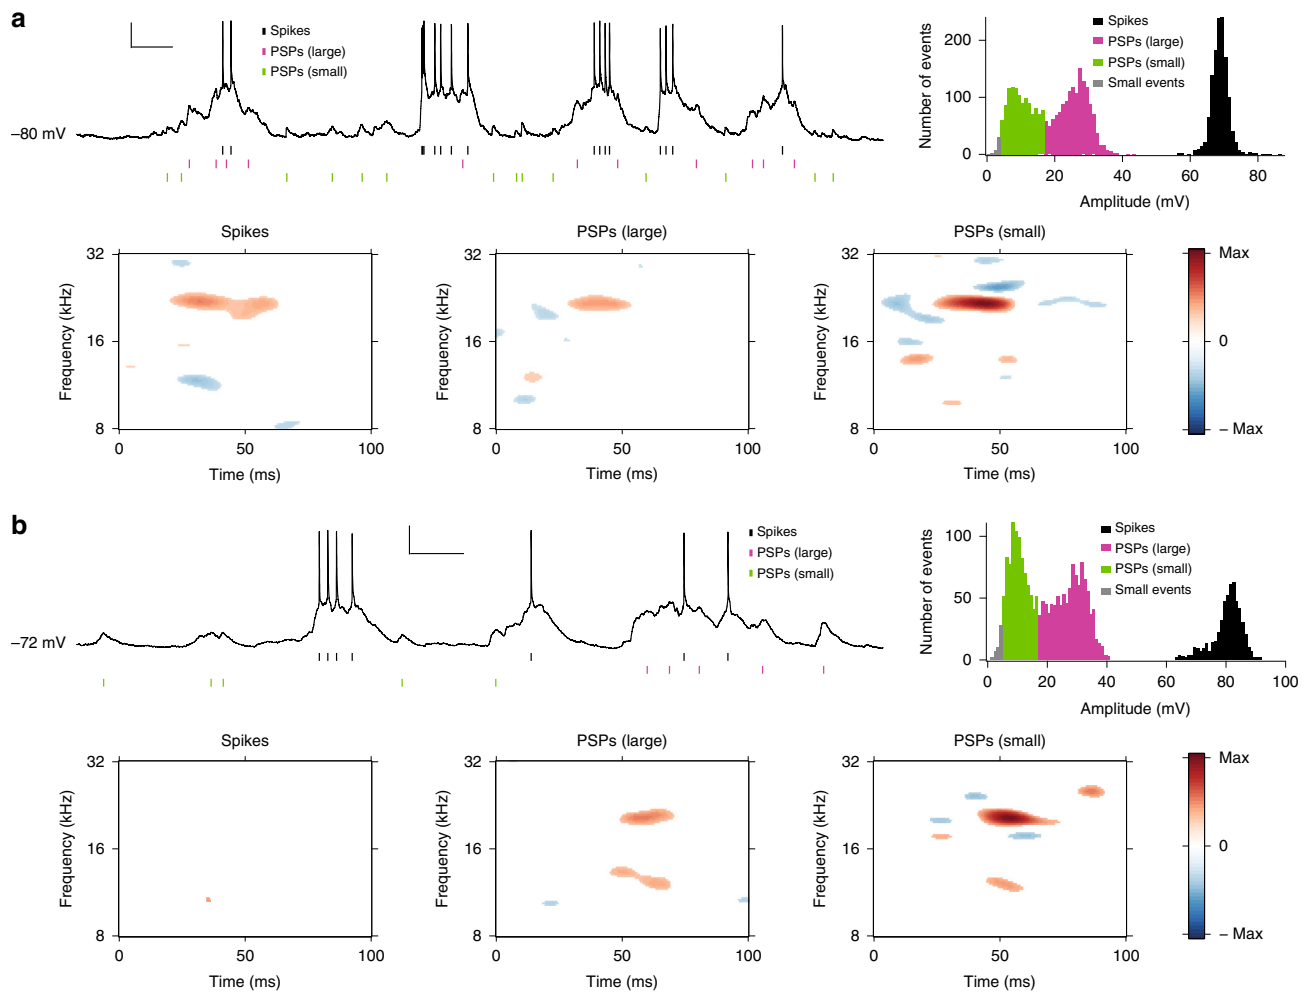 a
Spikes
PSPs (large)
PSPs (small)
–80 mV
Number of events
200
100
0
Spikes
PSPs (large)
PSPs (small)
Small events
0 20 40 60 80
Amplitude (mV)
Spikes
Frequency (kHz)
32
16
8
0 50 100
Time (ms)
PSPs (large)
Frequency (kHz)
32
16
8
0 50 100
Time (ms)
PSPs (small)
Frequency (kHz)
32
16
8
0 50 100
Time (ms)
Max
0
– Max
b
Spikes
PSPs (large)
PSPs (small)
–72 mV
Number of events
100
50
0
Spikes
PSPs (large)
PSPs (small)
Small events
0 20 40 60 80 100
Amplitude (mV)
Spikes
Frequency (kHz)
32
16
8
0 50 100
Time (ms)
PSPs (large)
Frequency (kHz)
32
16
8
0 50 100
Time (ms)
PSPs (small)
Frequency (kHz)
32
16
8
0 50 100
Time (ms)
Max
0
– Max